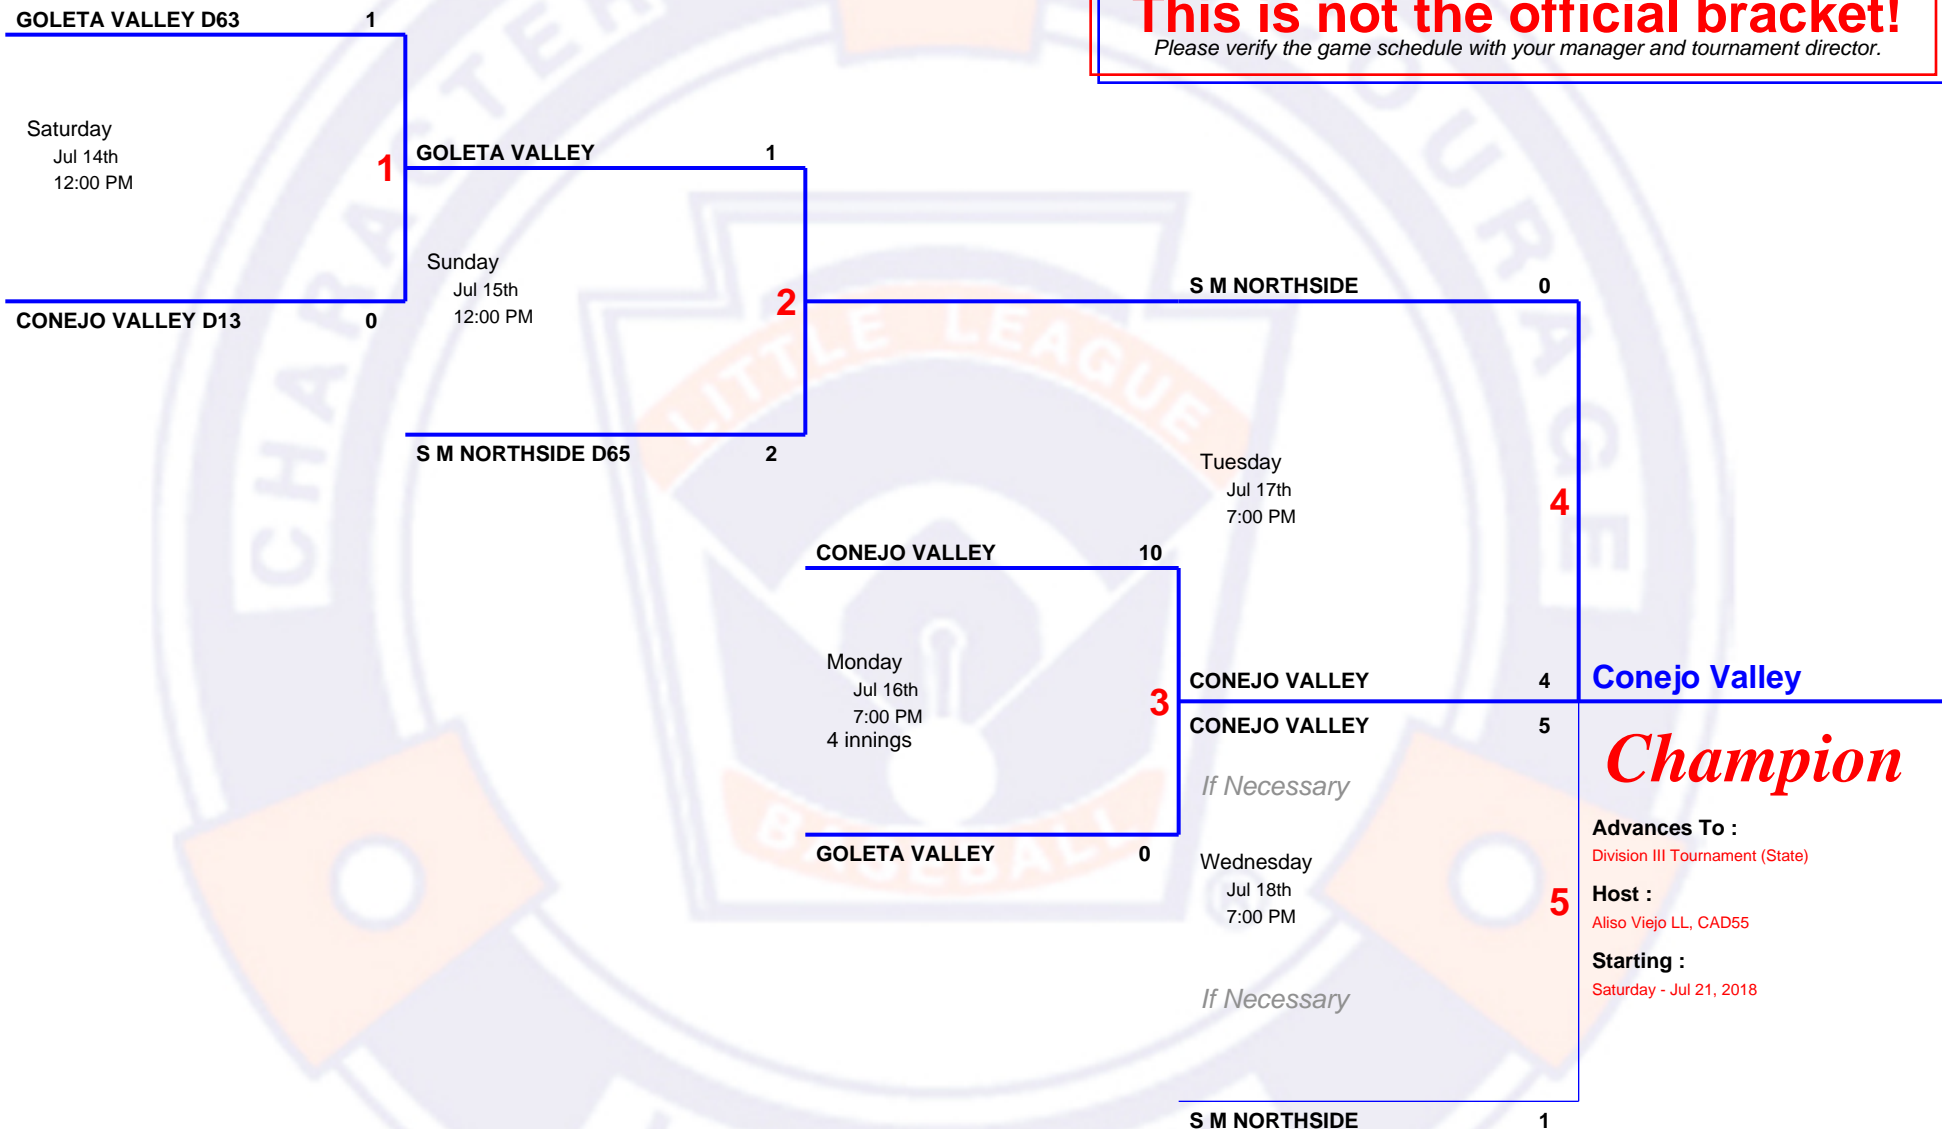 This is not the official bracket!
Please verify the game schedule with your manager and tournament director.
GOLETA VALLEY D63 1
Saturday
Jul 14th
12:00 PM
1
CONEJO VALLEY D13 0
GOLETA VALLEY 1
Sunday
Jul 15th
12:00 PM
2
S M NORTHSIDE D65 2
CONEJO VALLEY 10
Monday
Jul 16th
7:00 PM
4 innings
3
GOLETA VALLEY 0
S M NORTHSIDE 0
Tuesday
Jul 17th
7:00 PM
4
CONEJO VALLEY 4
CONEJO VALLEY 5
If Necessary
Wednesday
Jul 18th
7:00 PM
5
If Necessary
S M NORTHSIDE 1
Conejo Valley
Champion
Advances To :
Division III Tournament (State)
Host :
Aliso Viejo LL, CAD55
Starting :
Saturday - Jul 21, 2018
LITTLE LEAGUE
BASEBALL
®
CHARACTER
COURAGE